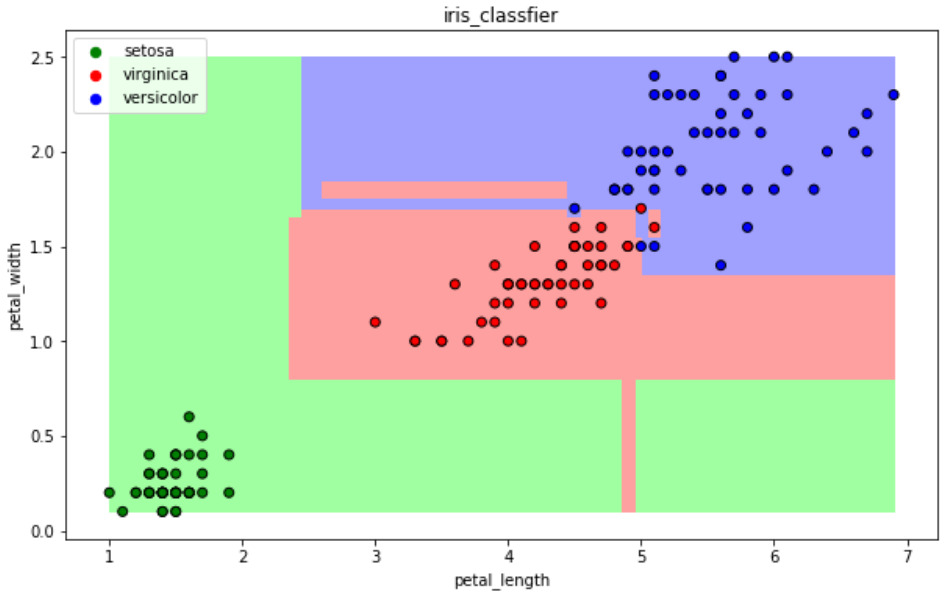 iris_classfier
setosa
virginica
versicolor
petal_width
2.5
2.0
1.5
1.0
0.5
0.0
1 2 3 4 5 6 7
petal_length